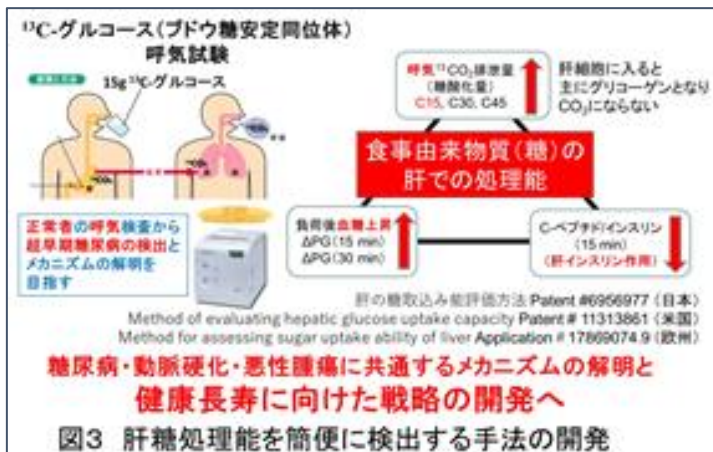 ¹³C-グルコース(ブドウ糖安定同位体)
呼気試験
15g ¹³C-グルコース
正常者の呼気検査から
超早期糖尿病の検出と
メカニズムの解明を
目指す
呼気¹³CO₂排泄量
(糖酸化量)
C15, C30, C45
肝細胞に入ると
主にグリコーゲンとなり
CO₂にならない
食事由来物質(糖)の
肝での処理能
負荷後血糖上昇
ΔPG(15 min)
ΔPG(30 min)
C-ペプチド/インスリン
(15 min)
(肝インスリン作用)
肝の糖取込み能評価方法 Patent #6956977 (日本)
Method of evaluating hepatic glucose uptake capacity Patent # 11313861 (米国)
Method for assessing sugar uptake ability of liver Application # 17869074.9 (欧州)
糖尿病・動脈硬化・悪性腫瘍に共通するメカニズムの解明と
健康長寿に向けた戦略の開発へ
図3 肝糖処理能を簡便に検出する手法の開発